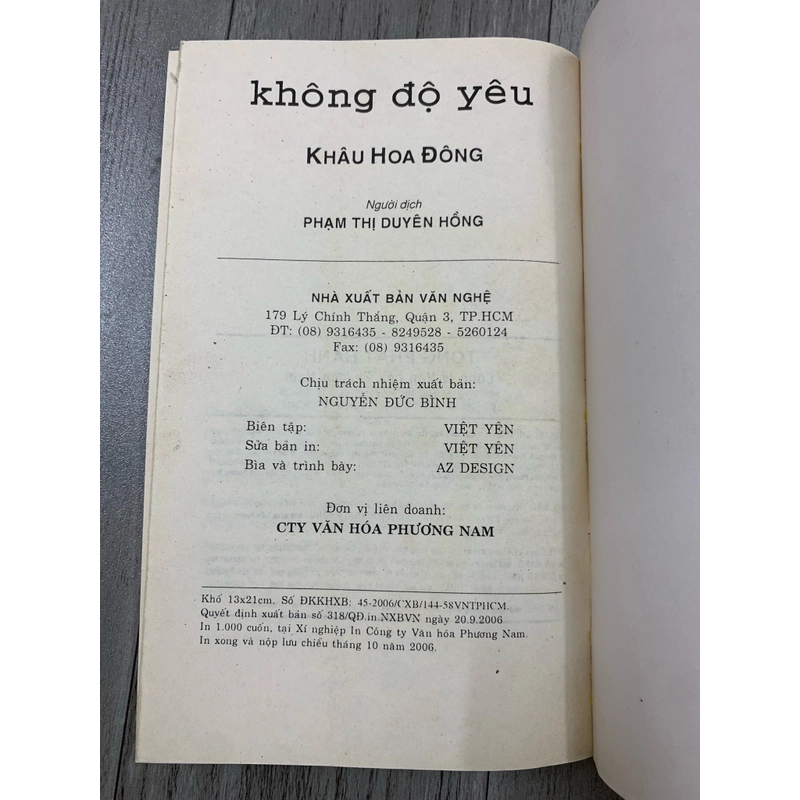 không độ yêu
KHÂU HOA ĐÔNG
Người dịch
PHẠM THỊ DUYÊN HỒNG
NHÀ XUẤT BẢN VĂN NGHỆ
179 Lý Chính Thắng, Quận 3, TP.HCM
ĐT: (08) 9316435 - 8249528 - 5260124
Fax: (08) 9316435
Chịu trách nhiệm xuất bản:
NGUYỄN ĐỨC BÌNH
Biên tập: VIỆT YÊN
Sửa bản in: VIỆT YÊN
Bìa và trình bày: AZ DESIGN
Đơn vị liên doanh:
CTY VĂN HÓA PHƯƠNG NAM
Khổ 13x21cm, Số ĐKKHXB: 45-2006/CXB/144-58VNTPHCM.
Quyết định xuất bản số 318/QĐ.in.NXBVN ngày 20.9.2006
In 1.000 cuốn, tại Xí nghiệp In Công ty Văn hóa Phương Nam.
In xong và nộp lưu chiểu tháng 10 năm 2006.